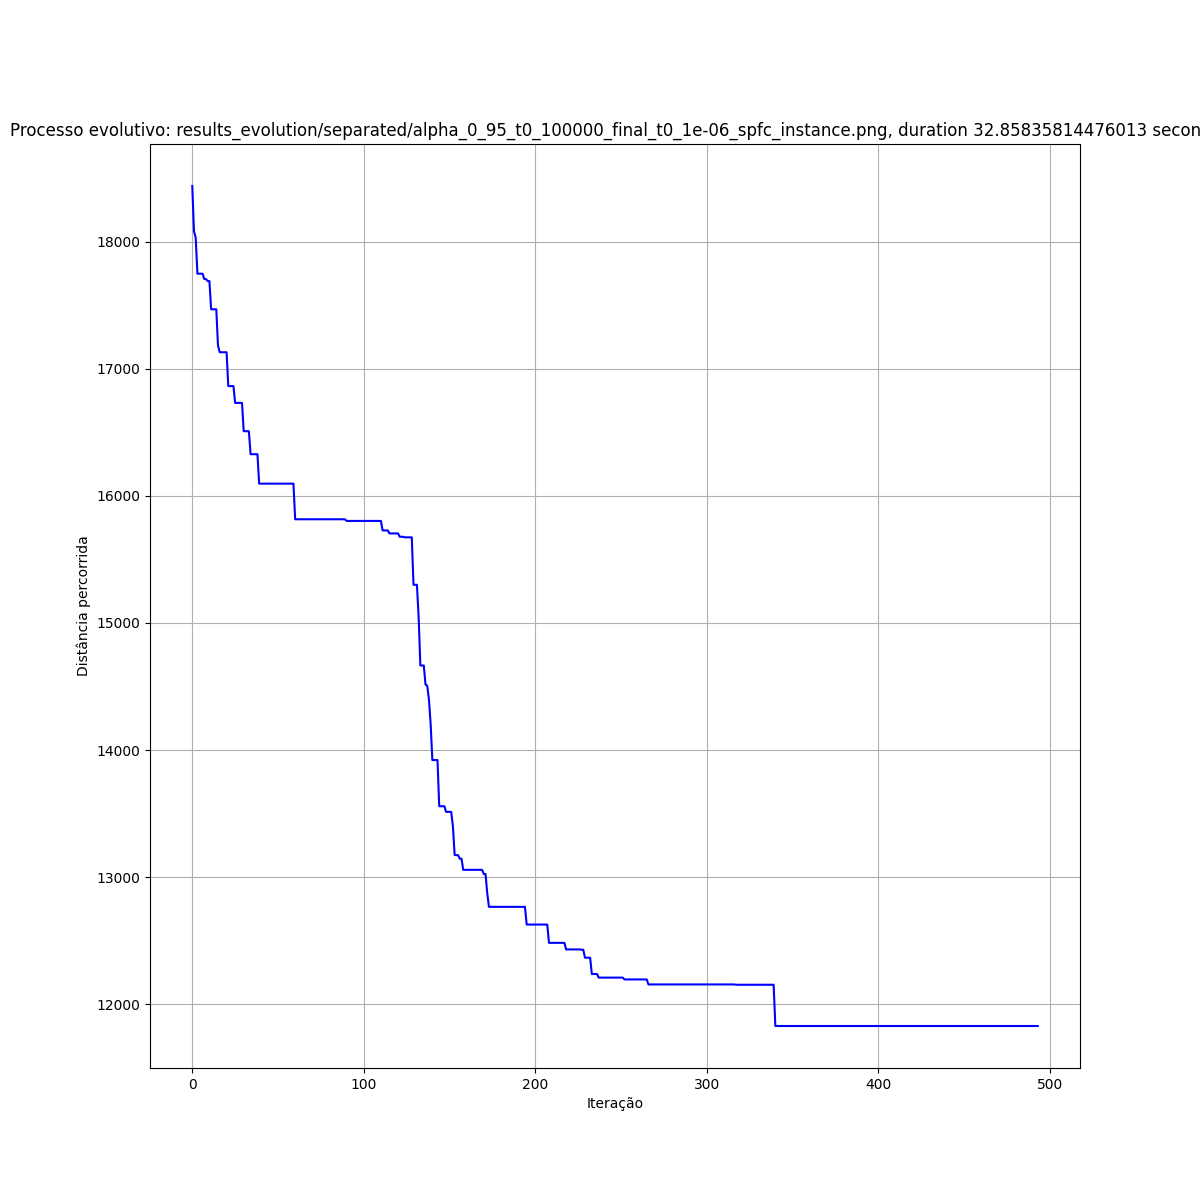 Processo evolutivo: results_evolution/separated/alpha_0_95_t0_100000_final_t0_1e-06_spfc_instance.png, duration 32.85835814476013 secon
18000
17000
16000
15000
14000
13000
12000
Distância percorrida
0 100 200 300 400 500
Iteração